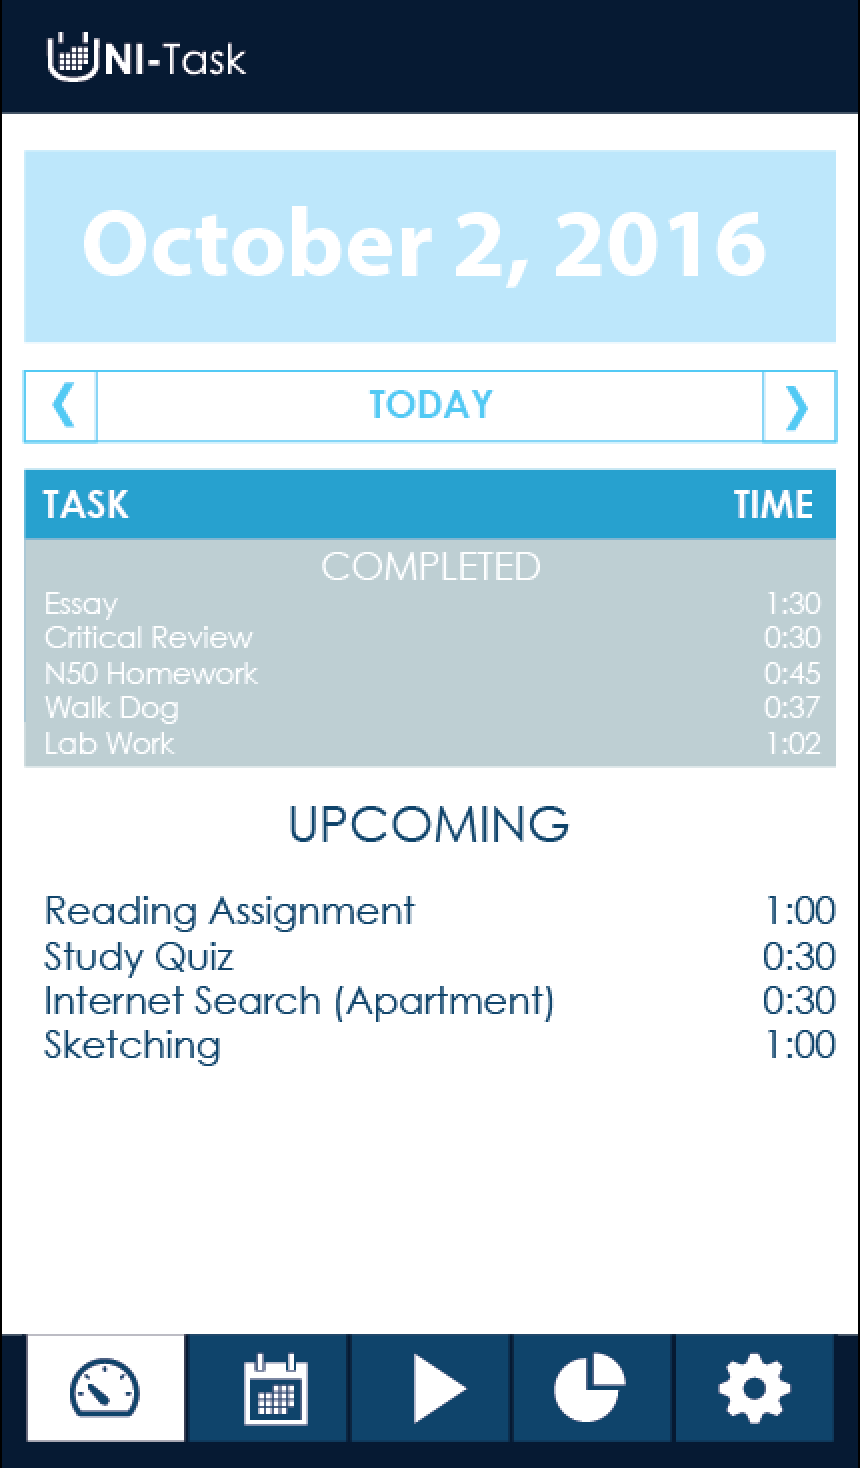 UNI-Task
October 2, 2016
❮ TODAY ❯
TASK TIME
COMPLETED
Essay 1:30
Critical Review 0:30
N50 Homework 0:45
Walk Dog 0:37
Lab Work 1:02
UPCOMING
Reading Assignment 1:00
Study Quiz 0:30
Internet Search (Apartment) 0:30
Sketching 1:00